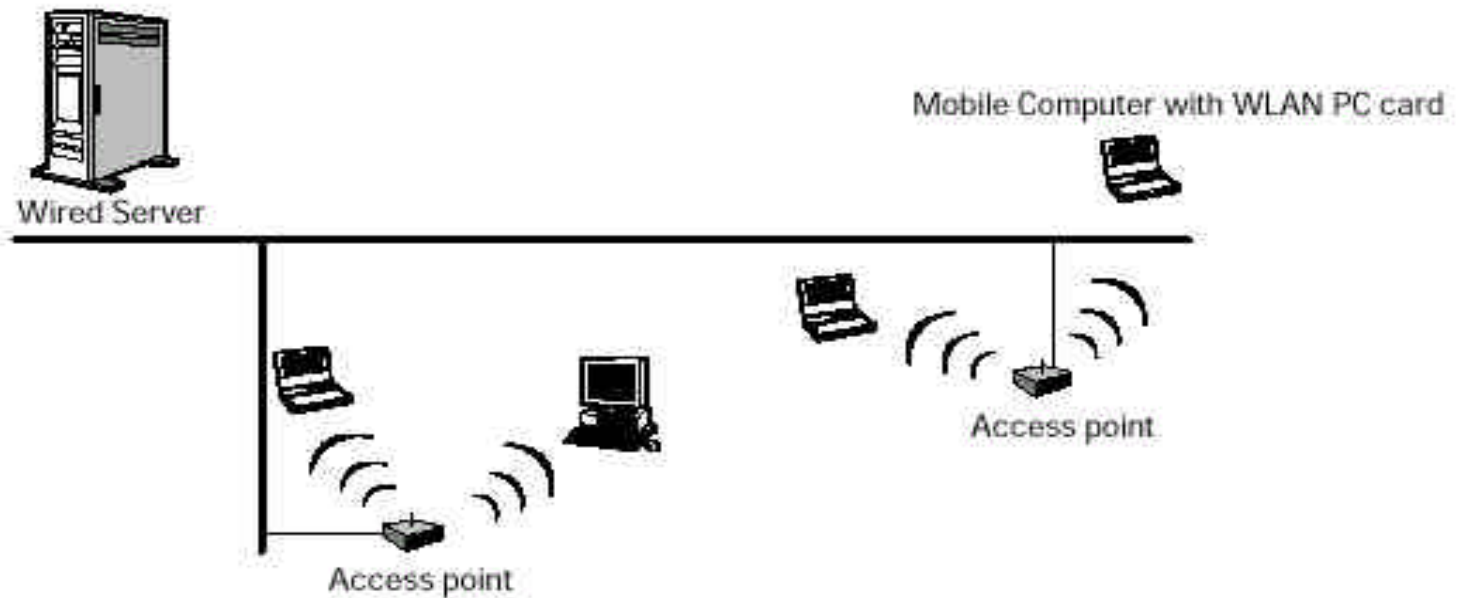 Mobile Computer with WLAN PC card
Wired Server
Access point
Access point